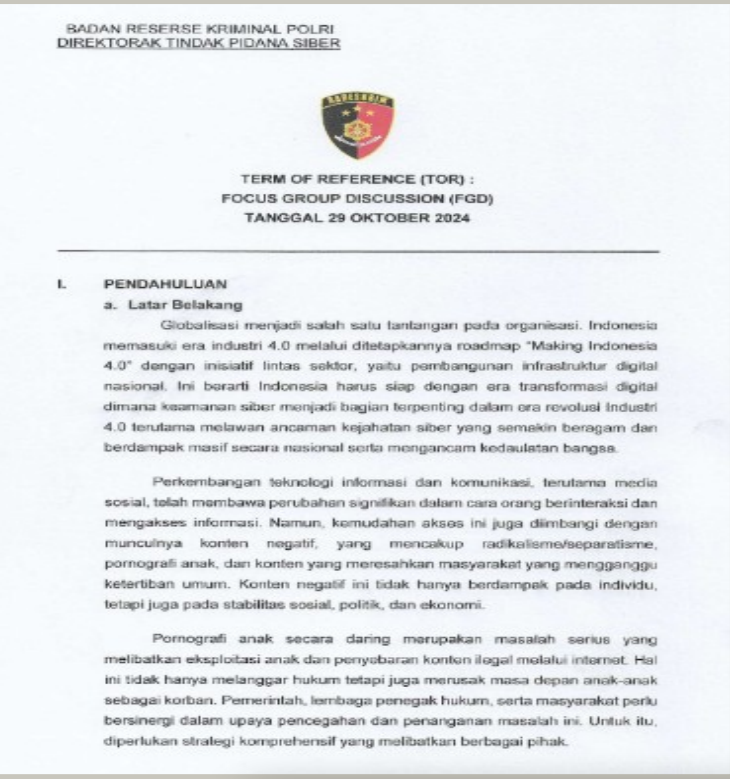 BADAN RESERSE KRIMINAL POLRI
DIREKTORAK TINDAK PIDANA SIBER
BARESKRIM
TERM OF REFERENCE (TOR) :
FOCUS GROUP DISCUSSION (FGD)
TANGGAL 29 OKTOBER 2024
I. PENDAHULUAN
a. Latar Belakang
Globalisasi menjadi salah satu tantangan pada organisasi. Indonesia
memasuki era industri 4.0 melalui ditetapkannya roadmap "Making Indonesia
4.0" dengan inisiatif lintas sektor, yaitu pembangunan infrastruktur digital
nasional. Ini berarti Indonesia harus siap dengan era transformasi digital
dimana keamanan siber menjadi bagian terpenting dalam era revolusi Industri
4.0 terutama melawan ancaman kejahatan siber yang semakin beragam dan
berdampak masif secara nasional serta mengancam kedaulatan bangsa.
Perkembangan teknologi informasi dan komunikasi, terutama media
sosial, telah membawa perubahan signifikan dalam cara orang berinteraksi dan
mengakses informasi. Namun, kemudahan akses ini juga diimbangi dengan
munculnya konten negatif, yang mencakup radikalisme/separatisme,
pornografi anak, dan konten yang meresahkan masyarakat yang mengganggu
ketertiban umum. Konten negatif ini tidak hanya berdampak pada individu,
tetapi juga pada stabilitas sosial, politik, dan ekonomi.
Pornografi anak secara daring merupakan masalah serius yang
melibatkan eksploitasi anak dan penyebaran konten ilegal melalui internet. Hal
ini tidak hanya melanggar hukum tetapi juga merusak masa depan anak-anak
sebagai korban. Pemerintah, lembaga penegak hukum, serta masyarakat perlu
bersinergi dalam upaya pencegahan dan penanganan masalah ini. Untuk itu,
diperlukan strategi komprehensif yang melibatkan berbagai pihak.